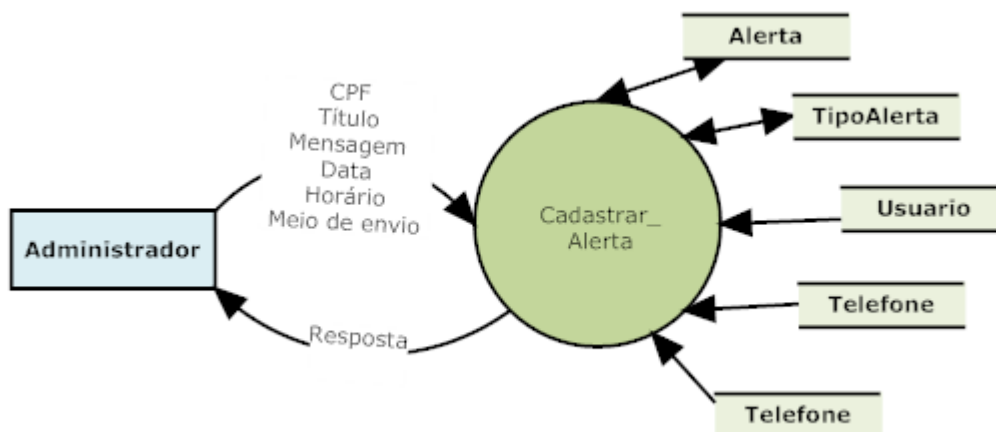 Alerta
CPF
Título
Mensagem
Data
Horário
Meio de envio
TipoAlerta
Usuario
Cadastrar_
Alerta
Administrador
Telefone
Resposta
Telefone